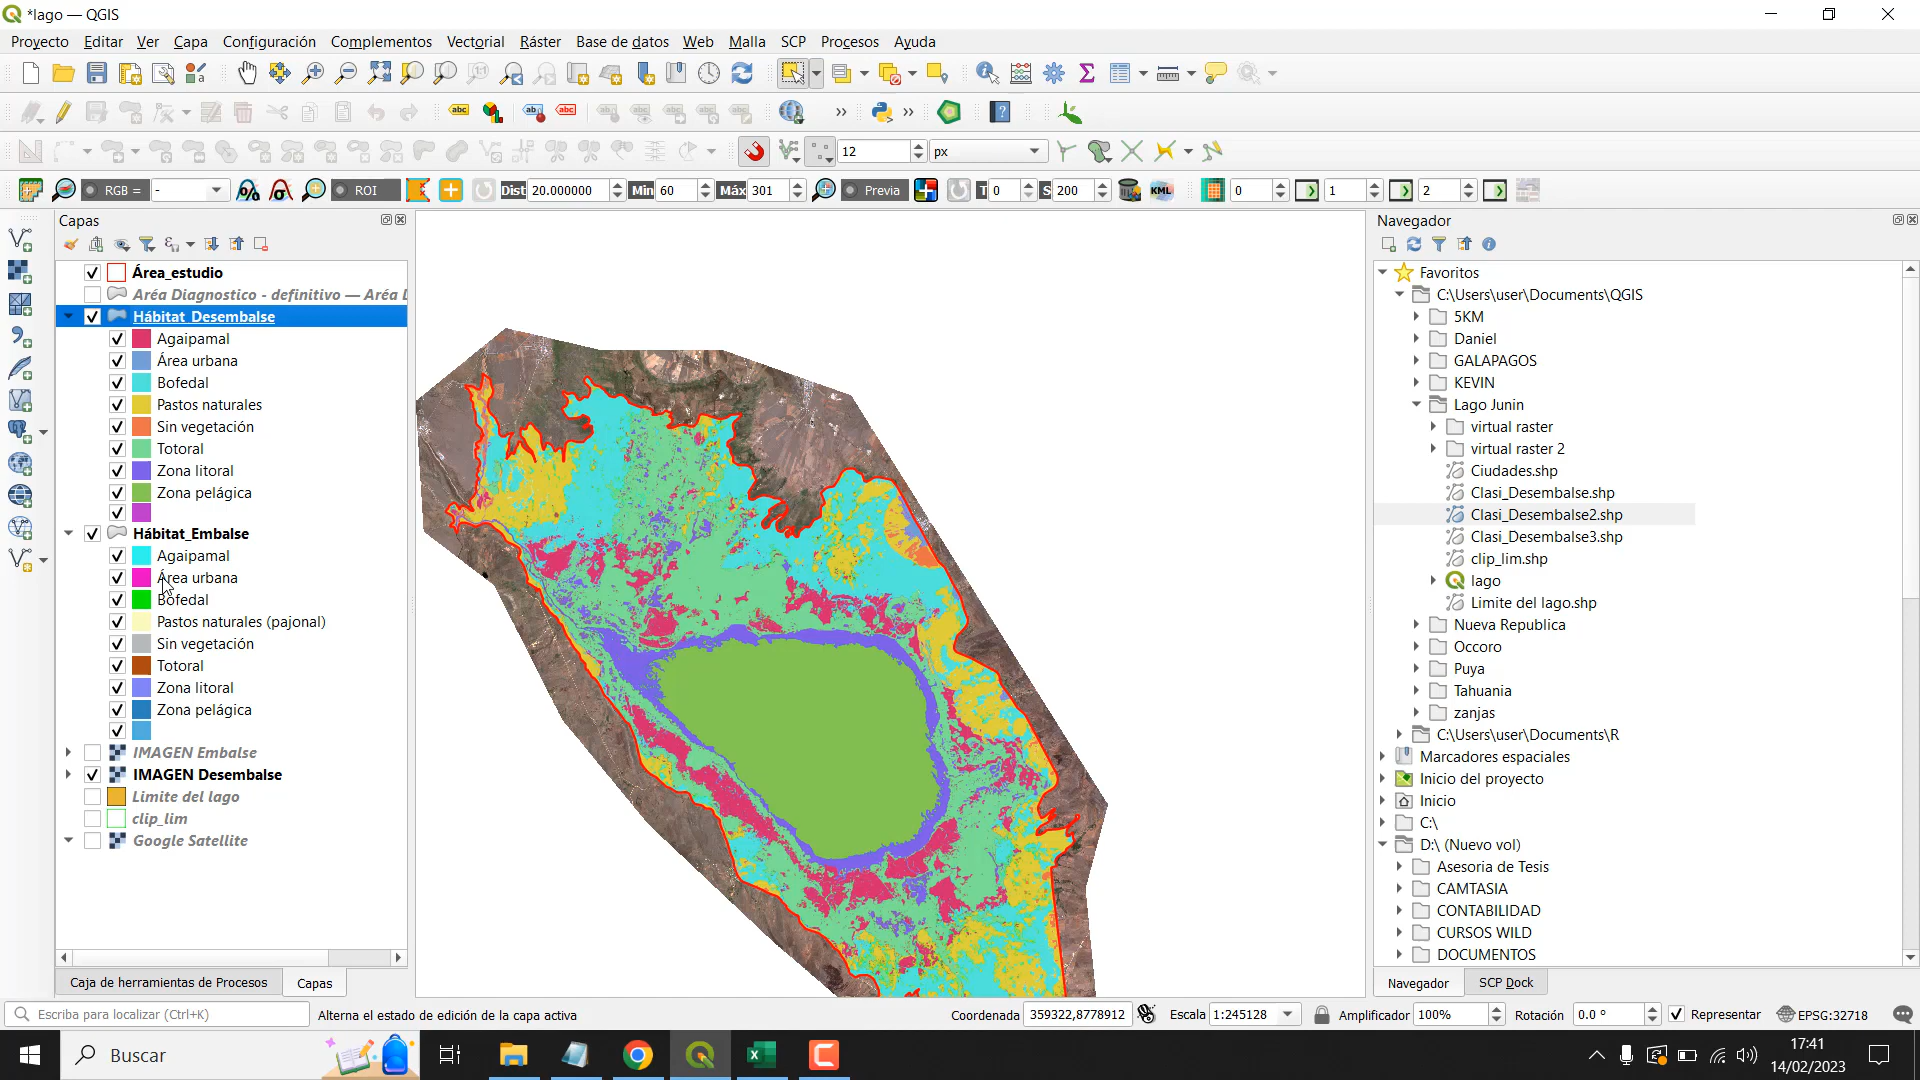 *lago — QGIS
Proyecto Editar Ver Capa Configuración Complementos Vectorial Ráster Base de datos Web Malla SCP Procesos Ayuda
abc abc abc
12 px
RGB = - ROI Dist 20.000000 Min 60 Máx 301 Previa T 0 S 200 KML 0 1 2
Capas
Área_estudio
Aréa Diagnostico - definitivo — Aréa D
Hábitat_Desembalse
Agaipamal
Área urbana
Bofedal
Pastos naturales
Sin vegetación
Totoral
Zona litoral
Zona pelágica
Hábitat_Embalse
Agaipamal
Área urbana
Bofedal
Pastos naturales (pajonal)
Sin vegetación
Totoral
Zona litoral
Zona pelágica
IMAGEN Embalse
IMAGEN Desembalse
Limite del lago
clip_lim
Google Satellite
Caja de herramientas de Procesos Capas
Navegador
Favoritos
C:\Users\user\Documents\QGIS
5KM
Daniel
GALAPAGOS
KEVIN
Lago Junin
virtual raster
virtual raster 2
Ciudades.shp
Clasi_Desembalse.shp
Clasi_Desembalse2.shp
Clasi_Desembalse3.shp
clip_lim.shp
lago
Limite del lago.shp
Nueva Republica
Occoro
Puya
Tahuania
zanjas
C:\Users\user\Documents\R
Marcadores espaciales
Inicio del proyecto
Inicio
C:\
D:\ (Nuevo vol)
Asesoria de Tesis
CAMTASIA
CONTABILIDAD
CURSOS WILD
DOCUMENTOS
Navegador SCP Dock
Escriba para localizar (Ctrl+K) Alterna el estado de edición de la capa activa Coordenada 359322,8778912 Escala 1:245128 Amplificador 100% Rotación 0.0 ° Representar EPSG:32718
Buscar
17:41
14/02/2023